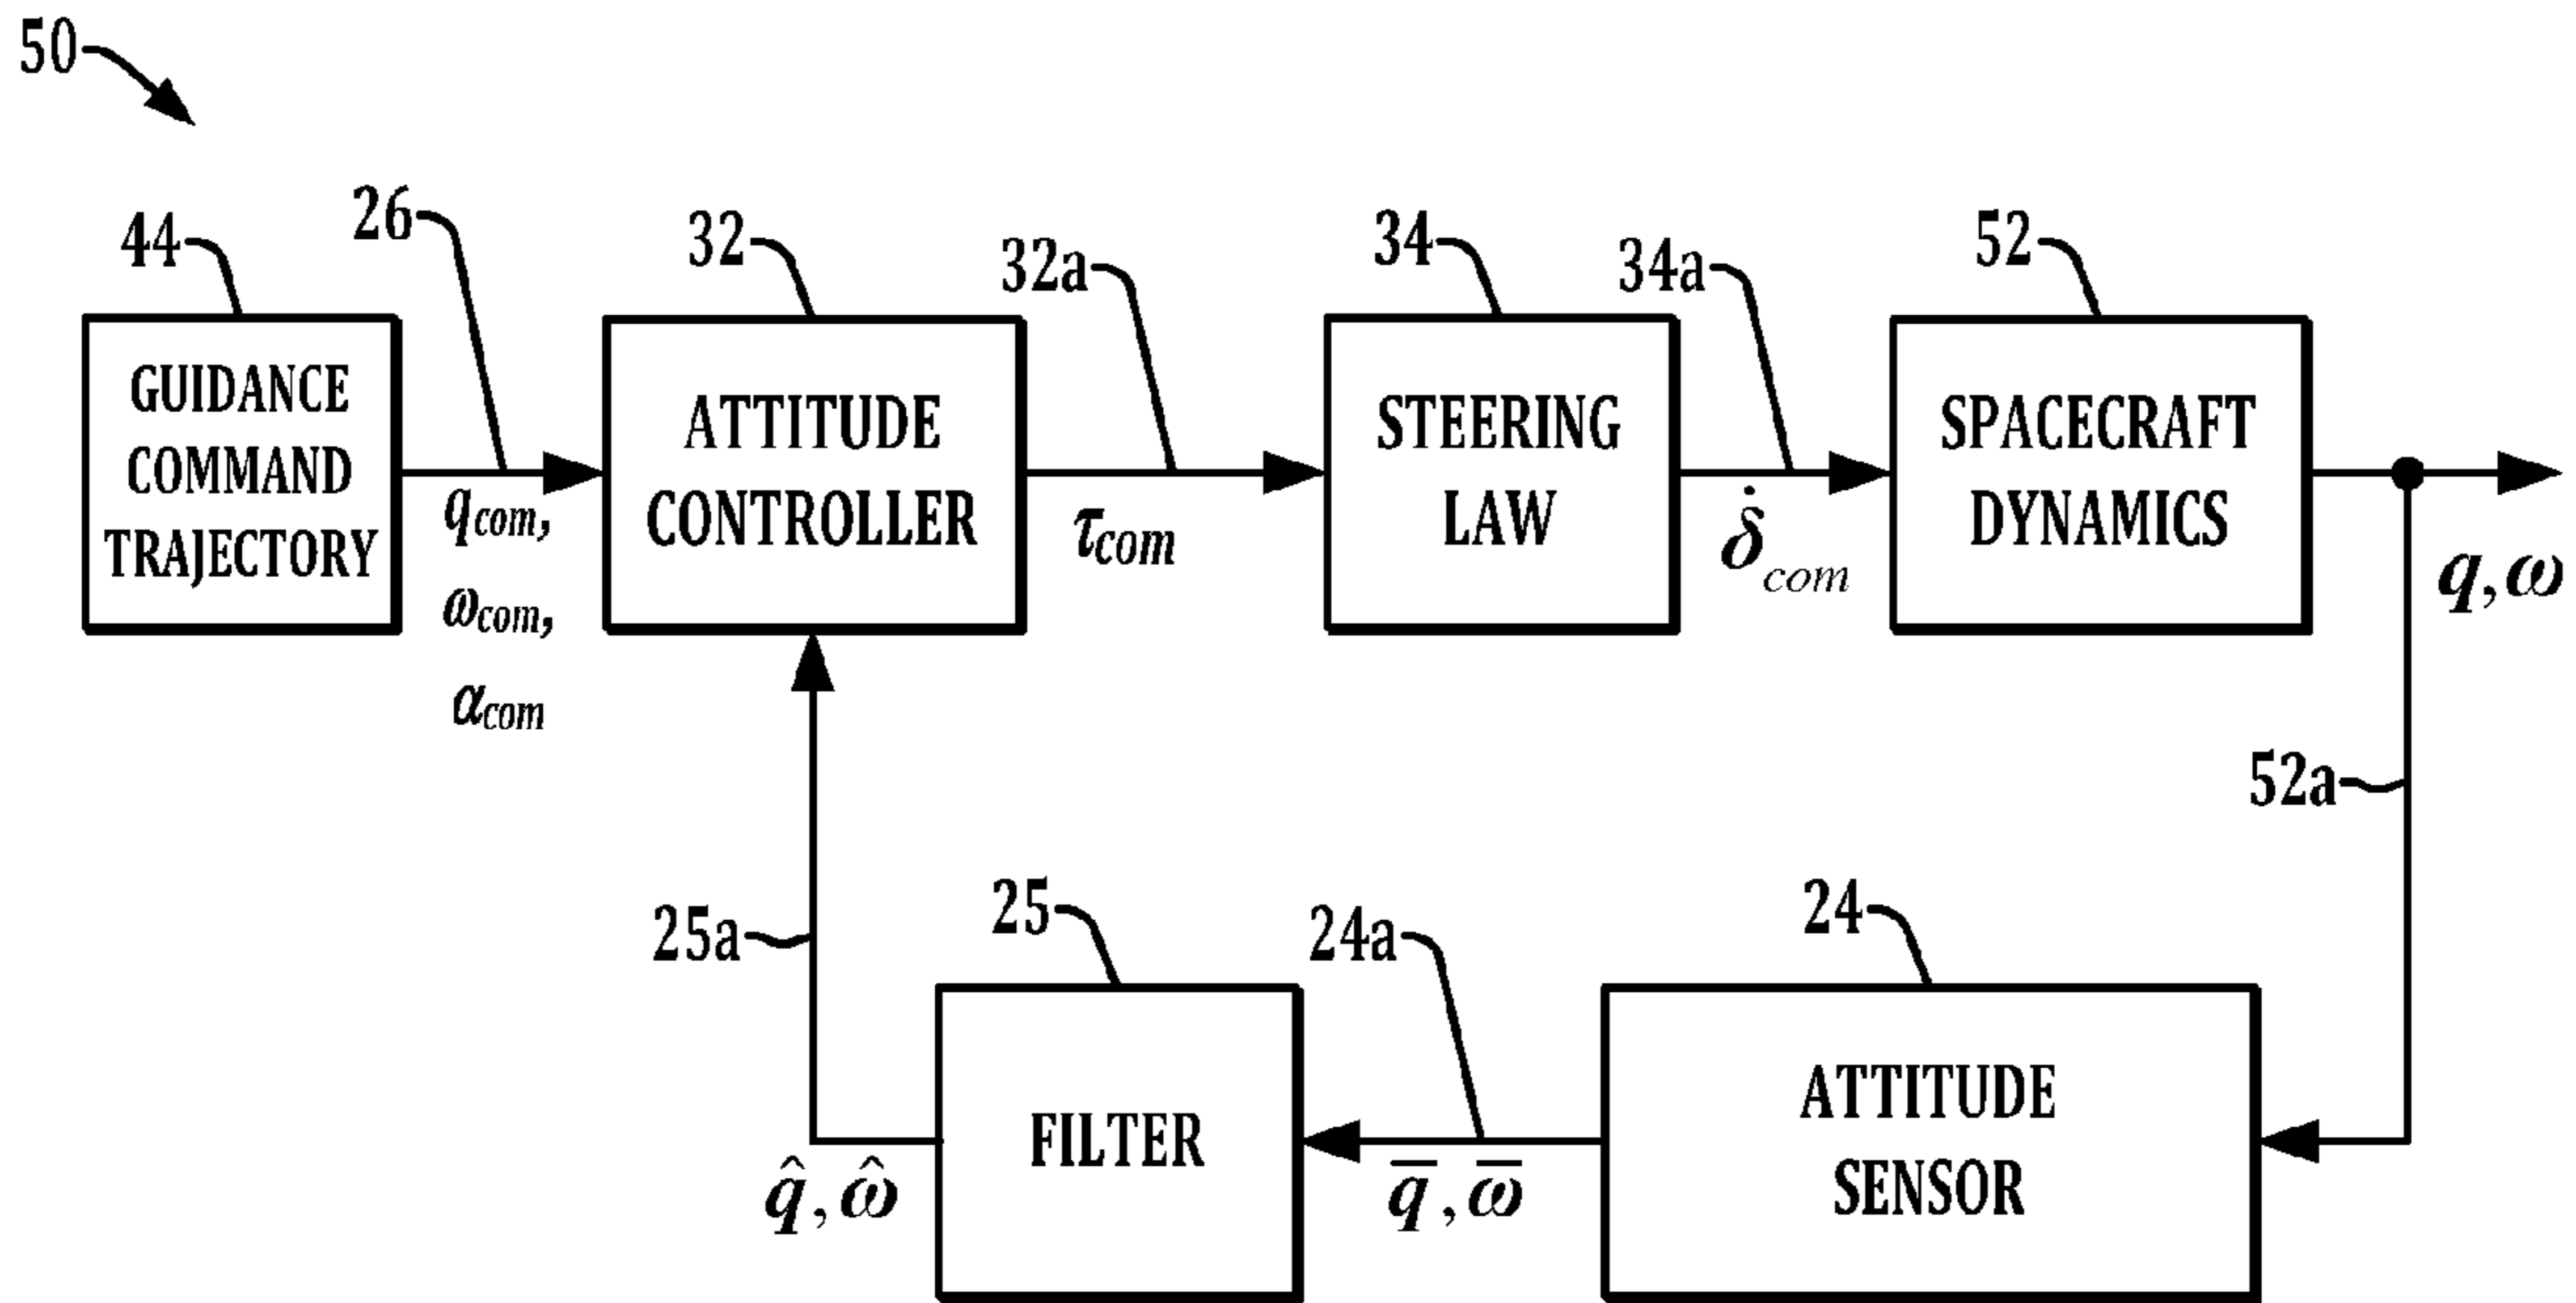 50
44
26
32
32a
34
34a
52
GUIDANCE
COMMAND
TRAJECTORY
q_com,
ω_com,
α_com
ATTITUDE
CONTROLLER
τ_com
STEERING
LAW
δ̇_com
SPACECRAFT
DYNAMICS
q, ω
52a
25a
25
24a
24
q̂, ω̂
FILTER
q̅, ω̅
ATTITUDE
SENSOR